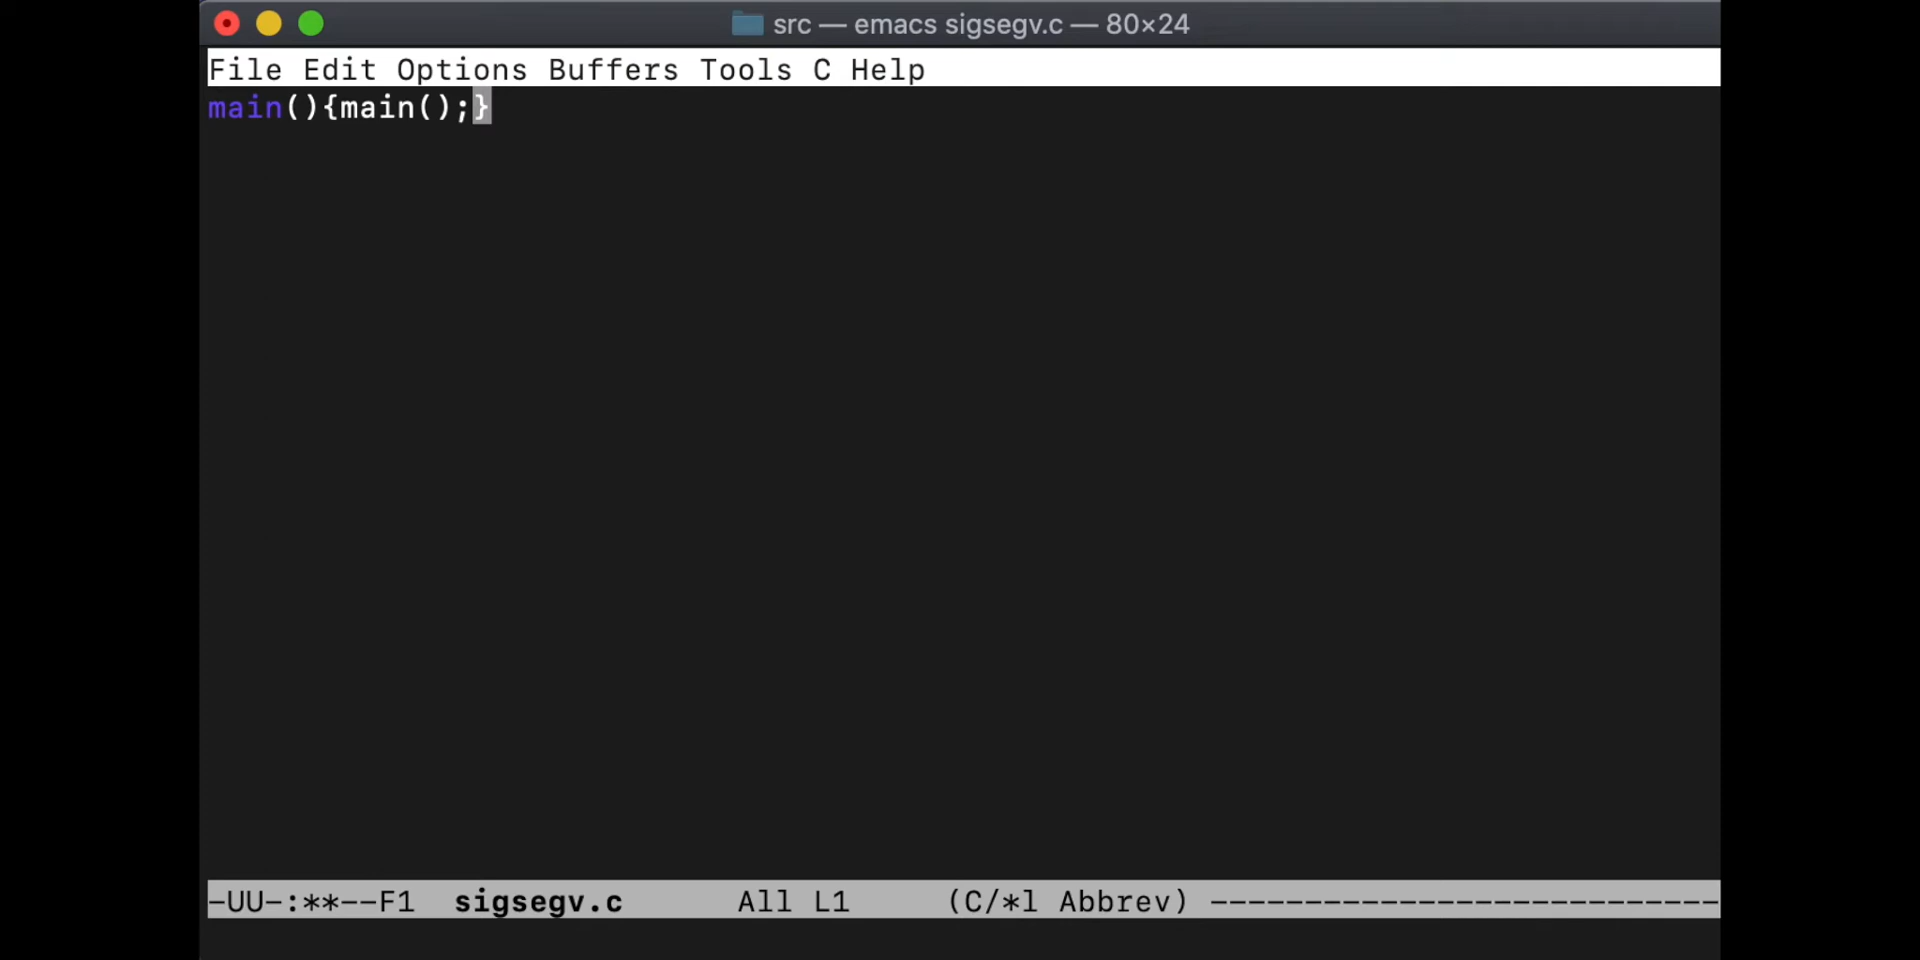 src — emacs sigsegv.c — 80×24
File Edit Options Buffers Tools C Help
main(){main();}
-UU-:**--F1  sigsegv.c      All L1     (C/*l Abbrev) ---------------------------